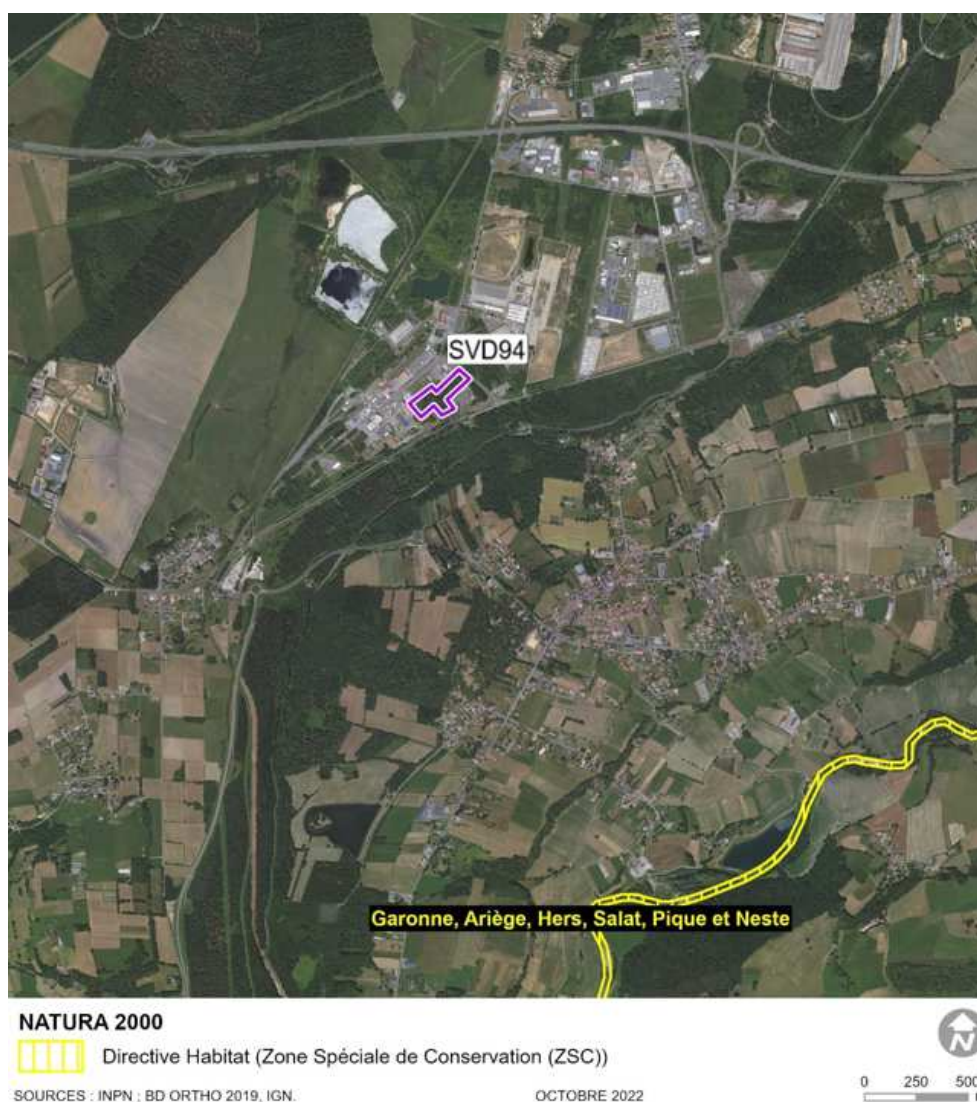 SVD94
Garonne, Ariège, Hers, Salat, Pique et Neste
NATURA 2000
N
Directive Habitat (Zone Spéciale de Conservation (ZSC))
SOURCES : INPN ; BD ORTHO 2019, IGN.
OCTOBRE 2022
0 250 500